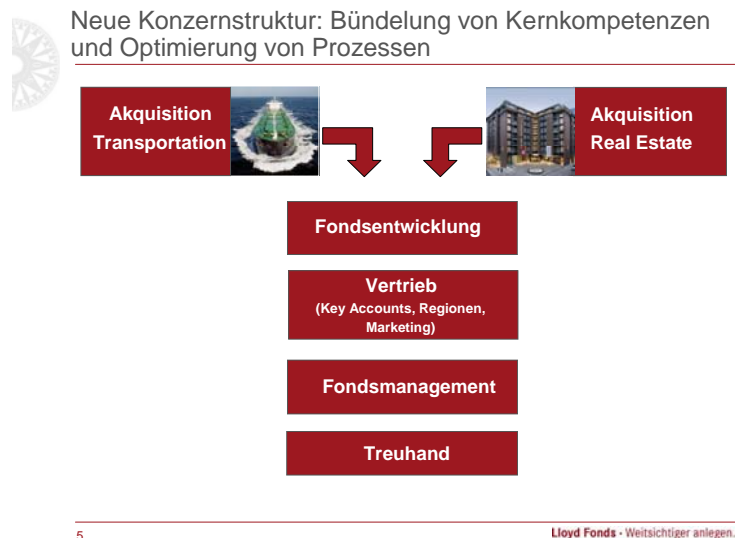 Neue Konzernstruktur: Bündelung von Kernkompetenzen
und Optimierung von Prozessen
Akquisition
Transportation
Akquisition
Real Estate
Fondsentwicklung
Vertrieb
(Key Accounts, Regionen,
Marketing)
Fondsmanagement
Treuhand
5
Lloyd Fonds · Weitsichtiger anlegen.